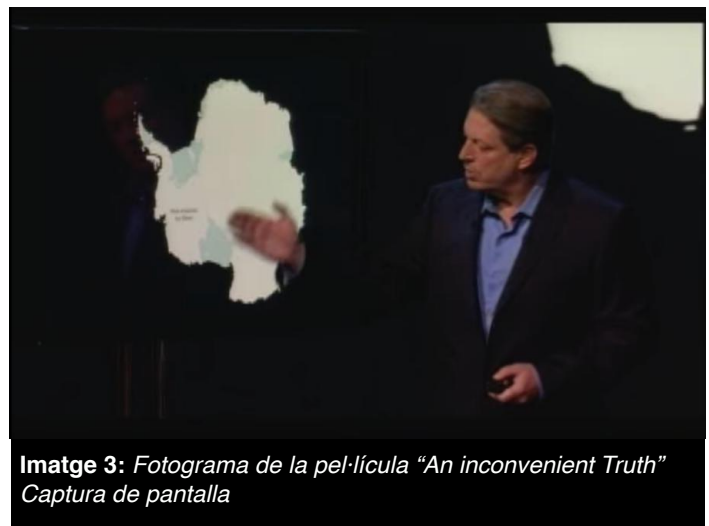 Imatge 3: Fotograma de la pel·lícula “An inconvenient Truth”
Captura de pantalla